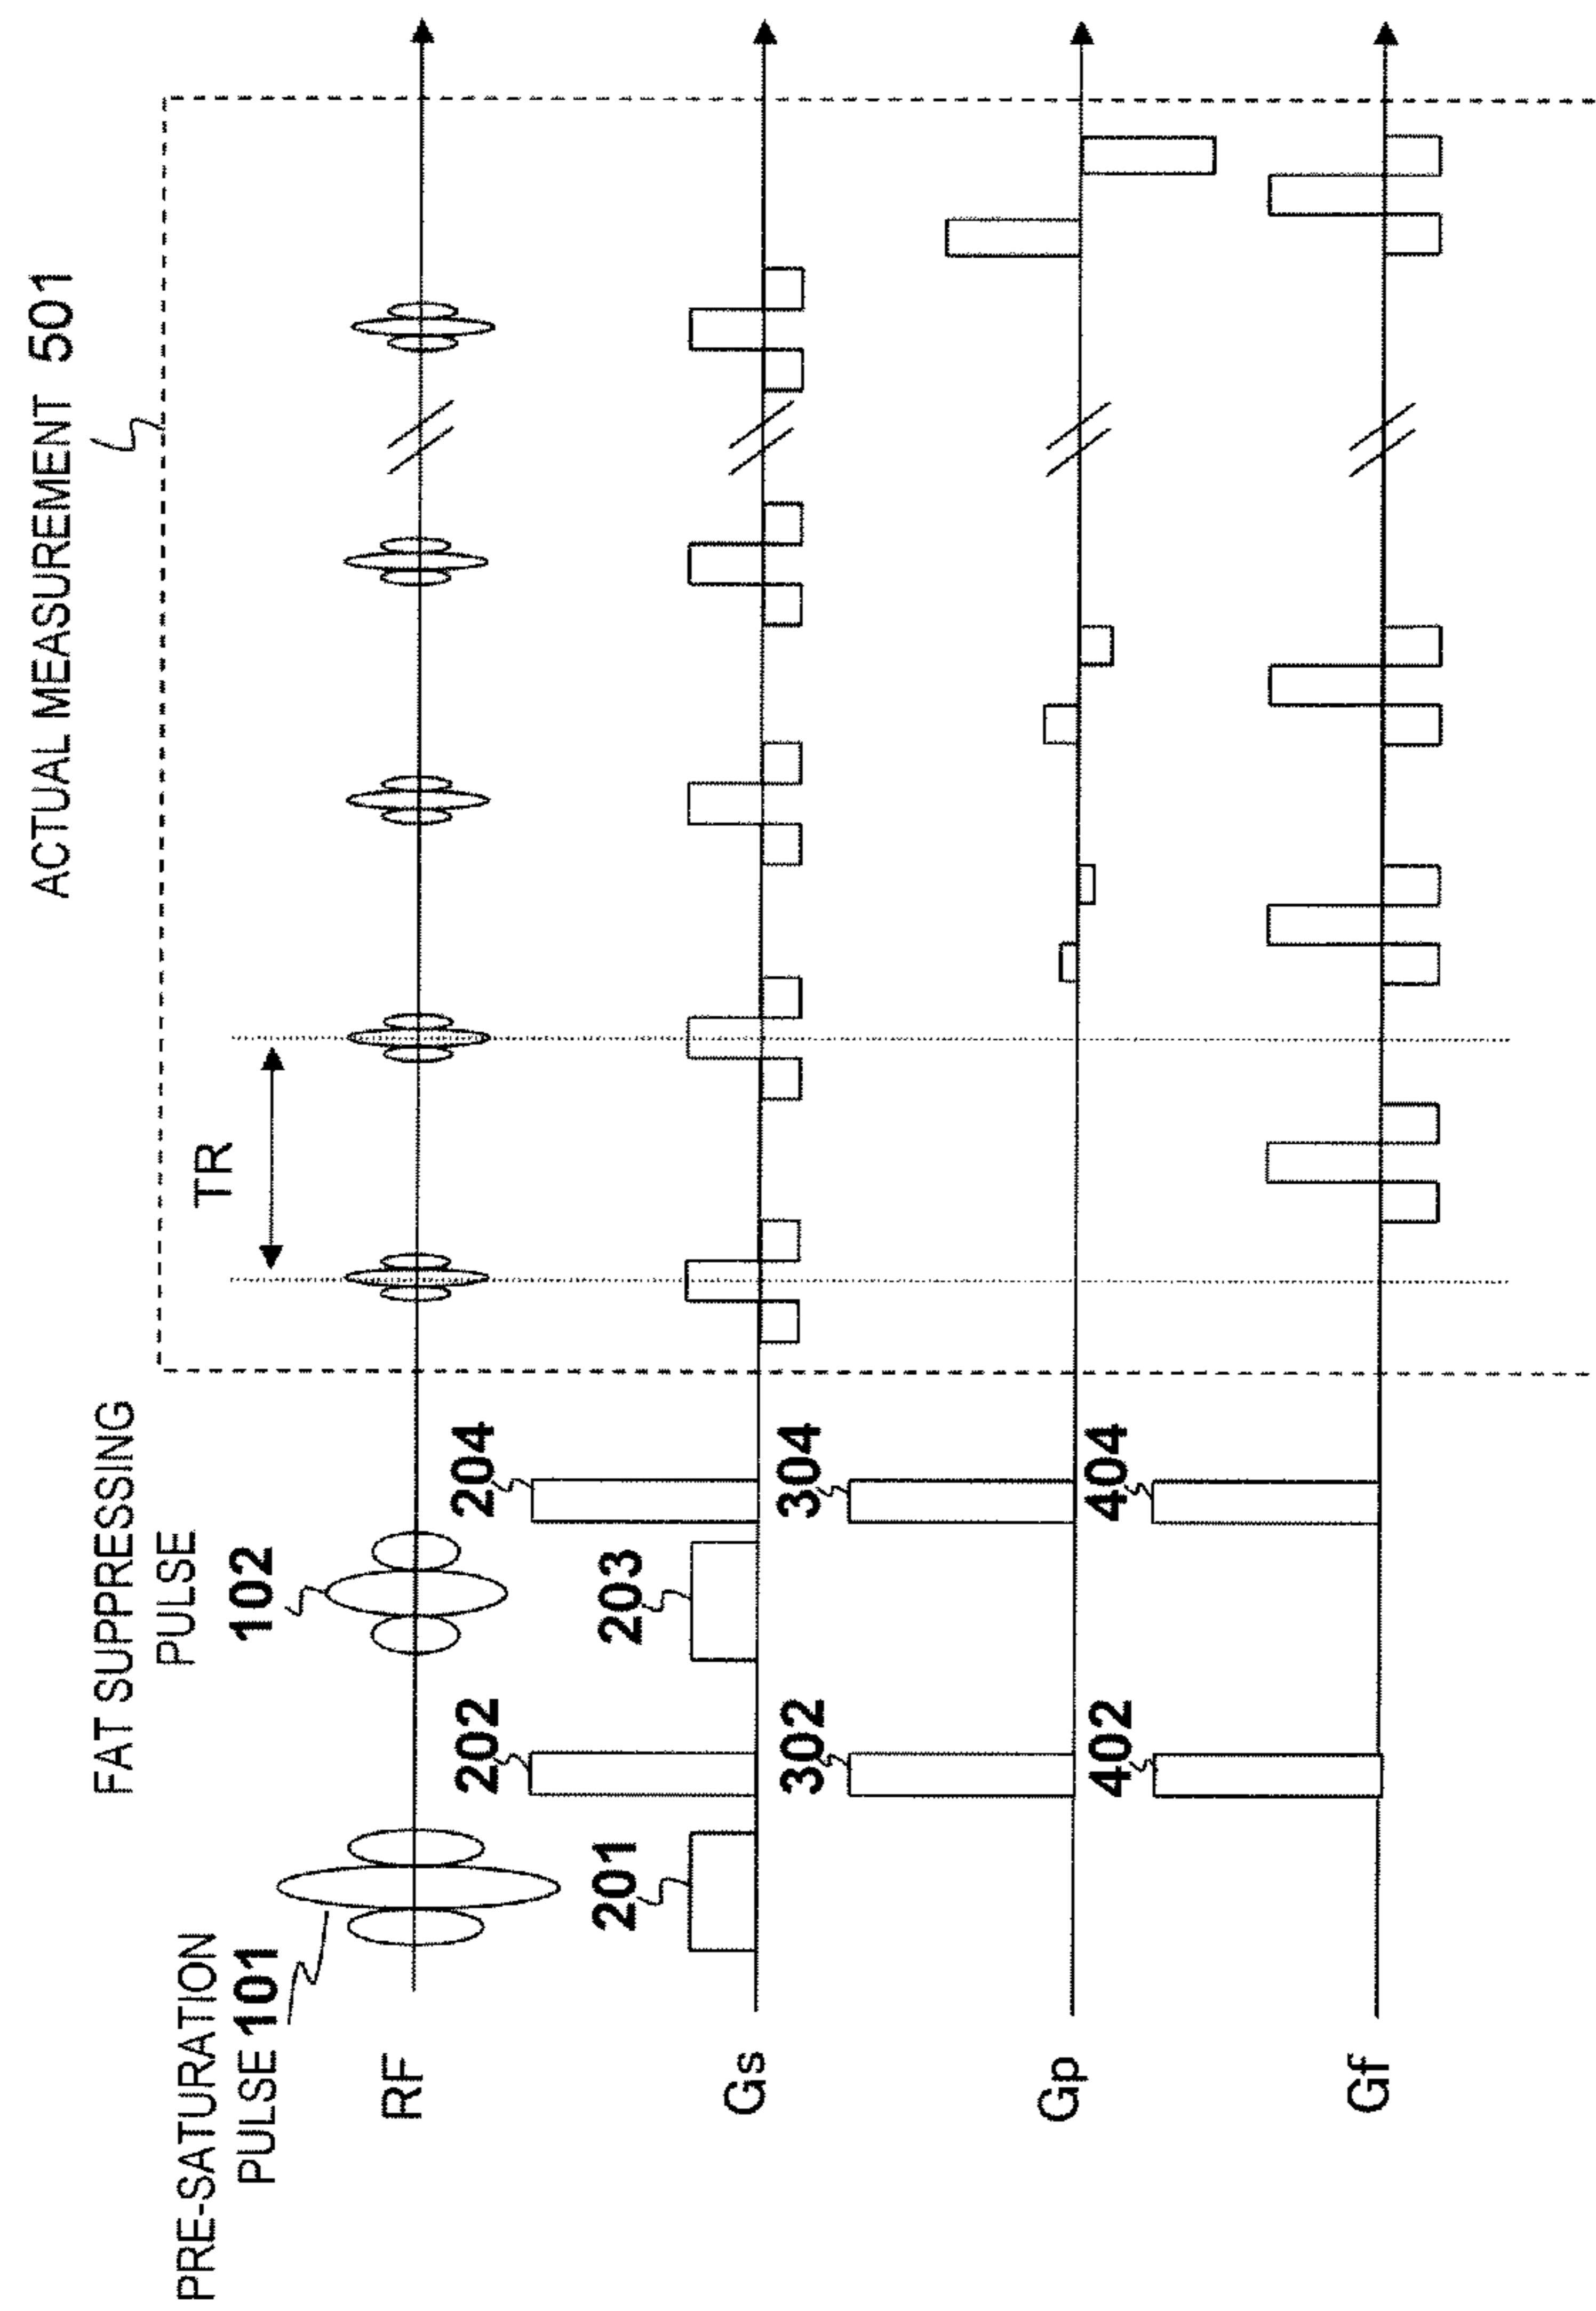 ACTUAL MEASUREMENT 501
FAT SUPPRESSING
PULSE
102
PRE-SATURATION
PULSE 101
TR
RF
201
202
203
204
Gs
302
304
Gp
402
404
Gf